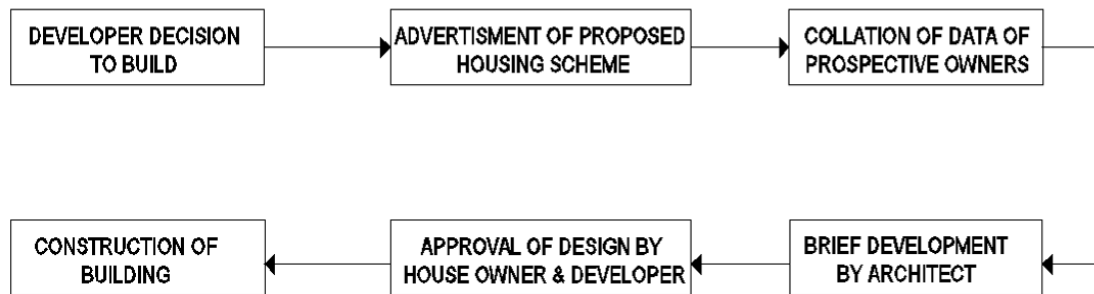 DEVELOPER DECISION
TO BUILD
ADVERTISMENT OF PROPOSED
HOUSING SCHEME
COLLATION OF DATA OF
PROSPECTIVE OWNERS
BRIEF DEVELOPMENT
BY ARCHITECT
APPROVAL OF DESIGN BY
HOUSE OWNER & DEVELOPER
CONSTRUCTION OF
BUILDING